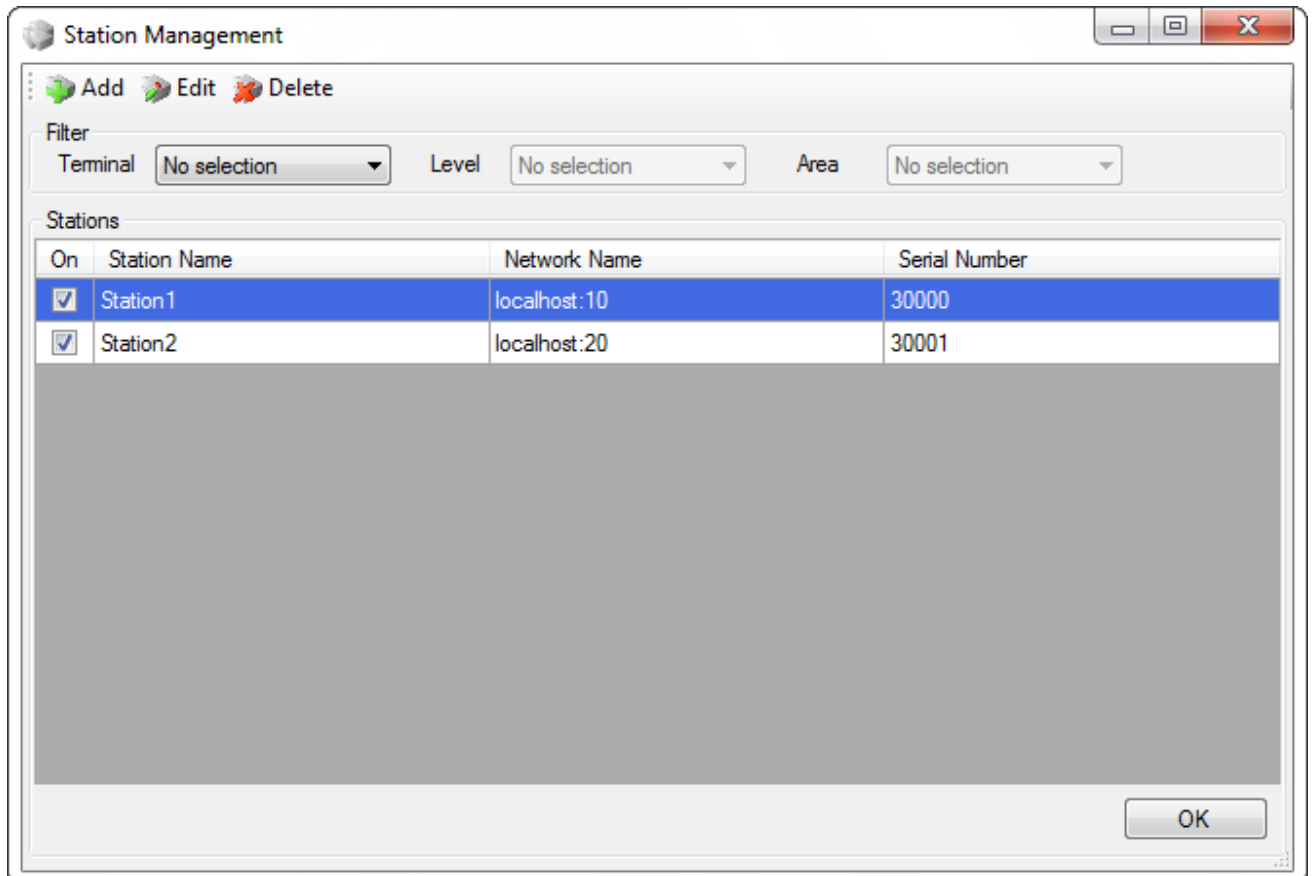 Station Management
Add Edit Delete
Filter
Terminal No selection Level No selection Area No selection
Stations
On Station Name Network Name Serial Number
Station1 localhost:10 30000
Station2 localhost:20 30001
OK